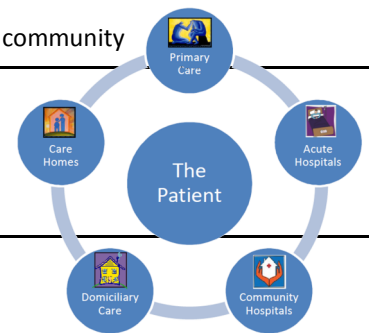 community
Primary
Care
Care
Homes
Acute
Hospitals
The
Patient
Domiciliary
Care
Community
Hospitals